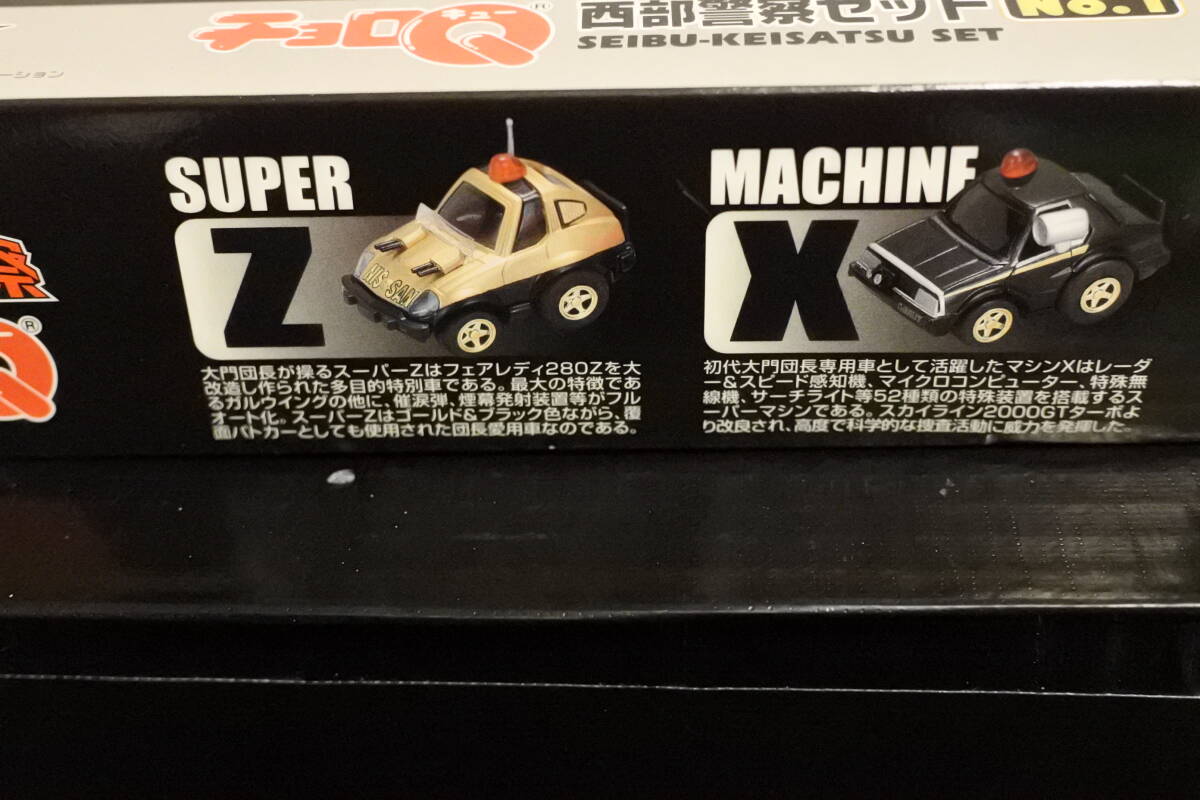 チョロQ
キュー
®
西部警察セット No.1
SEIBU-KEISATSU SET
ーション
SUPER
Z
HIS SAN
大門団長が操るスーパーZはフェアレディ280Zを大
改造し作られた多目的特別車である。最大の特徴であ
るガルウイングの他に、催涙弾、煙幕発射装置等がフル
オート化。スーパーZはゴールド&ブラック色ながら、覆
面パトカーとしても使用された団長愛用車なのである。
MACHINE
X
初代大門団長専用車として活躍したマシンXはレーダ
ー&スピード感知機、マイクロコンピューター、特殊無
線機、サーチライト等52種類の特殊装置を搭載するス
ーパーマシンである。スカイライン2000GTターボよ
り改良され、高度で科学的な捜査活動に威力を発揮した。
Q
®